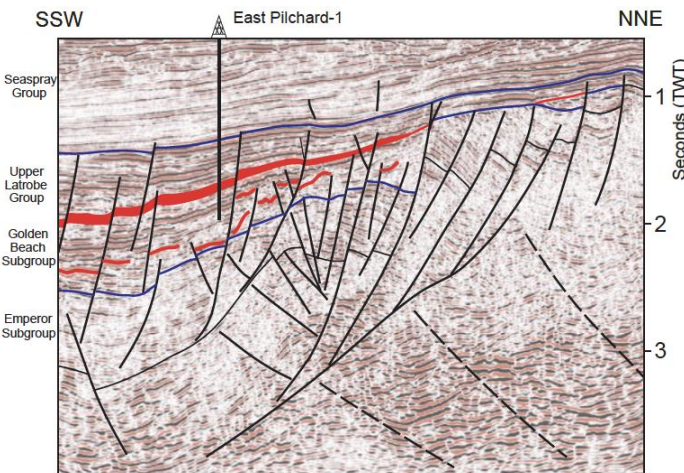 SSW
East Pilchard-1
NNE
Seaspray
Group
Upper
Latrobe
Group
Golden
Beach
Subgroup
Emperor
Subgroup
1
2
3
Seconds (TWT)